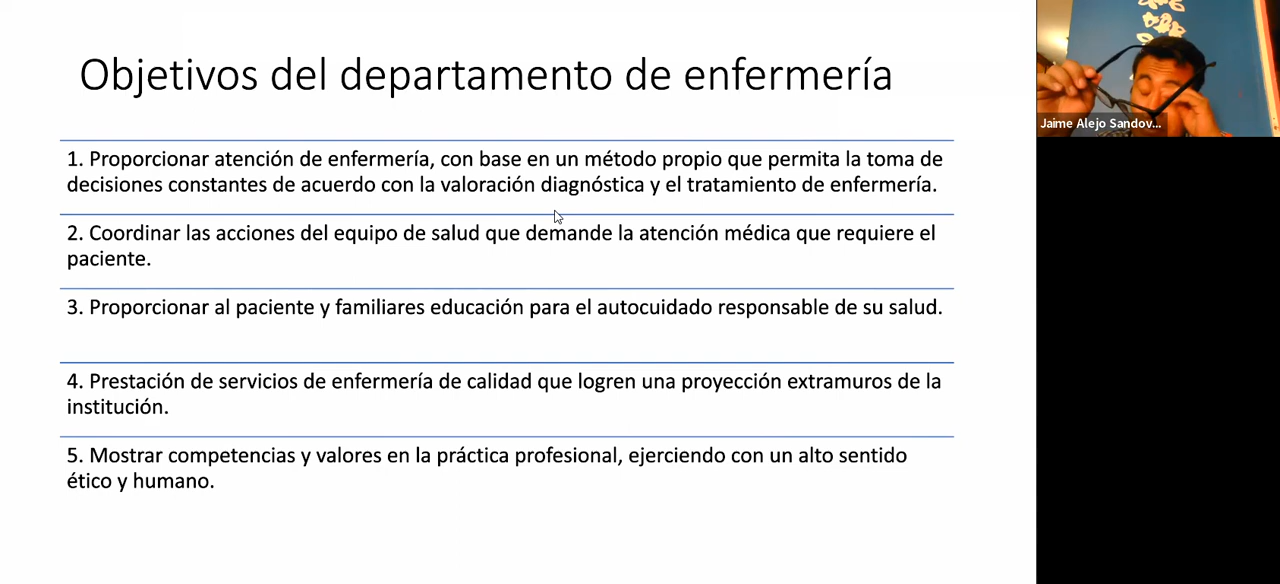 Objetivos del departamento de enfermería
1. Proporcionar atención de enfermería, con base en un método propio que permita la toma de
decisiones constantes de acuerdo con la valoración diagnóstica y el tratamiento de enfermería.
2. Coordinar las acciones del equipo de salud que demande la atención médica que requiere el
paciente.
3. Proporcionar al paciente y familiares educación para el autocuidado responsable de su salud.
4. Prestación de servicios de enfermería de calidad que logren una proyección extramuros de la
institución.
5. Mostrar competencias y valores en la práctica profesional, ejerciendo con un alto sentido
ético y humano.
Jaime Alejo Sandov...